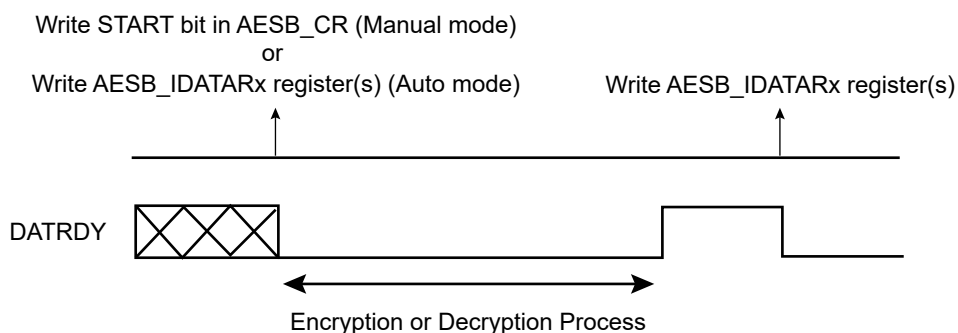 Write START bit in AESB_CR (Manual mode)
or
Write AESB_IDATARx register(s) (Auto mode)
Write AESB_IDATARx register(s)
DATRDY
Encryption or Decryption Process